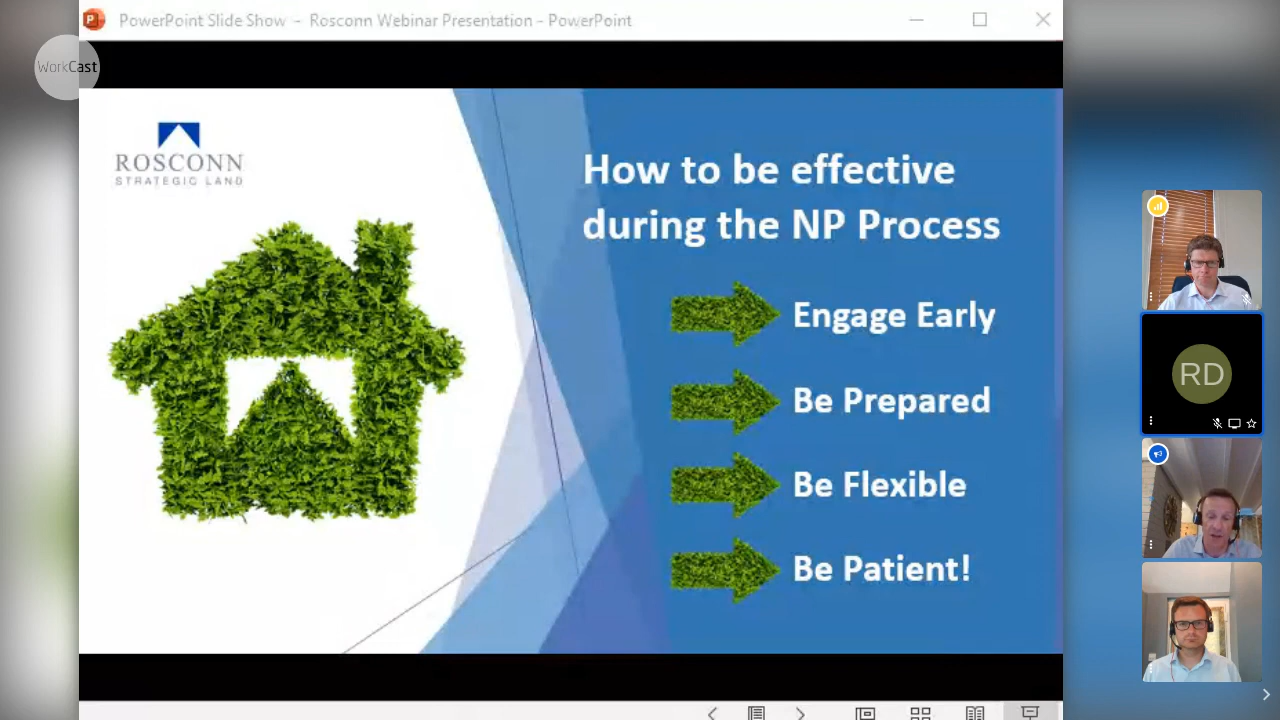 PowerPoint Slide Show - Rosconn Webinar Presentation - PowerPoint
WorkCast
ROSCONN
STRATEGIC LAND
How to be effective
during the NP Process
Engage Early
Be Prepared
Be Flexible
Be Patient!
RD